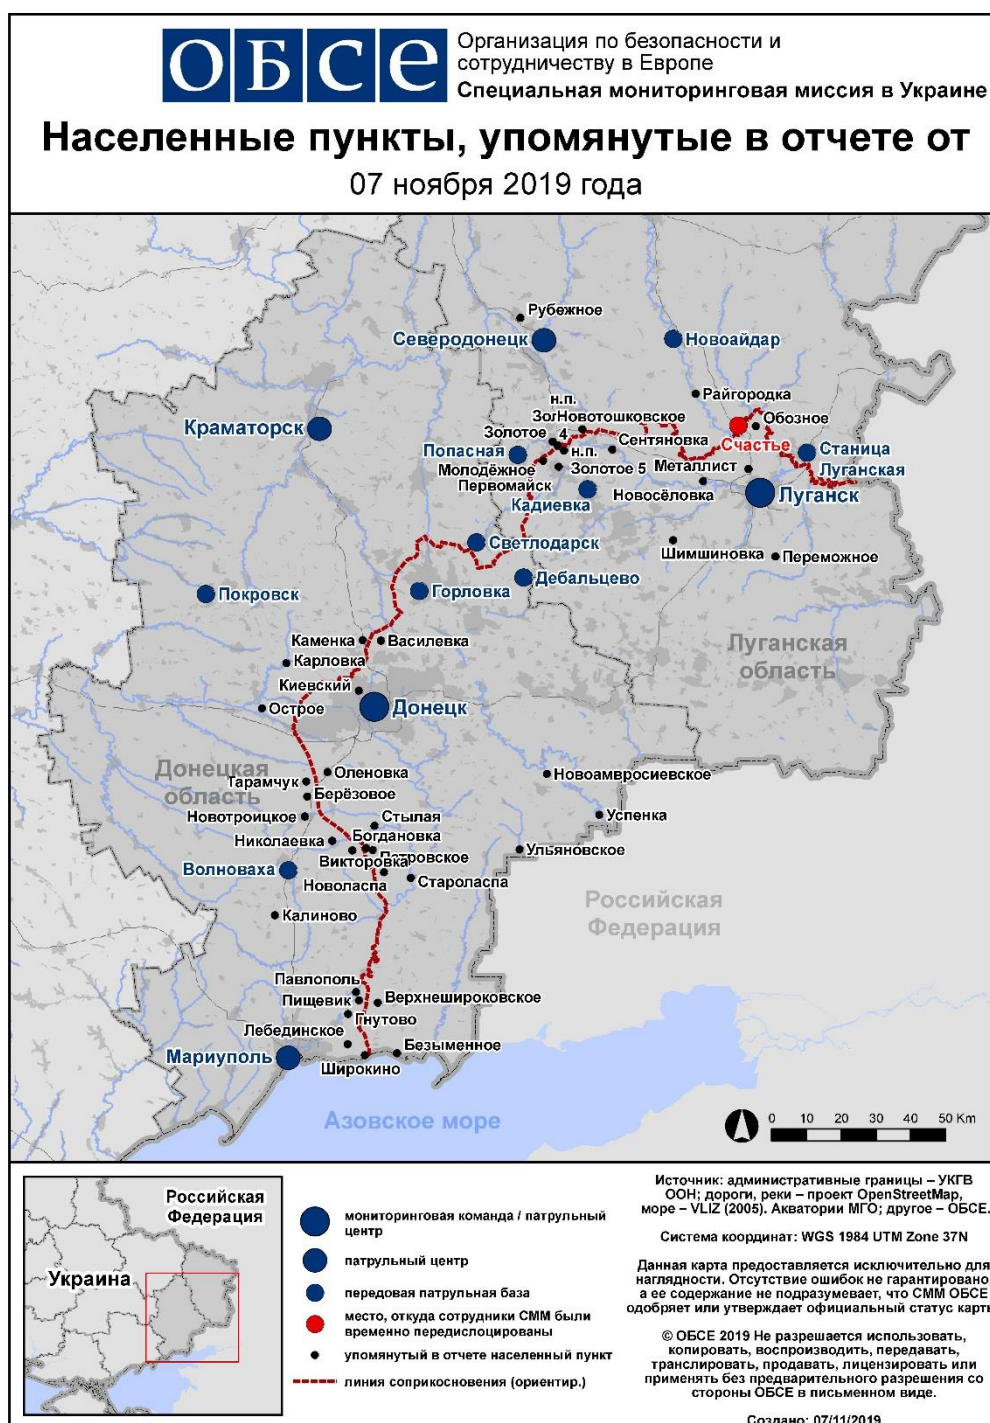 ОБСЕ
Организация по безопасности и
сотрудничеству в Европе
Специальная мониторинговая миссия в Украине
Населенные пункты, упомянутые в отчете от
07 ноября 2019 года
Рубежное
Северодонецк
Новоайдар
н.п.
Райгородка
Новотошковское
Обозное
Краматорск
Золотое
4
Сентяновка
Счастье
Попасная
н.п.
Станица
Луганская
Молодёжное
Золотое 5
Металлист
Первомайск
Новосёловка
Луганск
Кадиевка
Светлодарск
Шимшиновка
Переможное
Дебальцево
Покровск
Горловка
Каменка
Василевка
Луганская
область
Карловка
Киевский
Острое
Донецк
Донецкая
область
Оленовка
Новоамвросиевское
Тарамчук
Берёзовое
Новотроицкое
Стылая
Успенка
Николаевка
Богдановка
Петровское
Викторовка
Ульяновское
Волноваха
Новоласпа
Староласпа
Российская
Федерация
Калиново
Павлополь
Пищевик
Верхнешироковское
Гнутово
Лебединское
Безыменное
Мариуполь
Широкино
Азовское море
0 10 20 30 40 50 Km
Российская
Федерация
Украина
мониторинговая команда / патрульный
центр
патрульный центр
передовая патрульная база
место, откуда сотрудники СММ были
временно передислоцированы
упомянутый в отчете населенный пункт
линия соприкосновения (ориентир.)
Источник: административные границы – УКГВ
ООН; дороги, реки – проект OpenStreetMap,
море – VLIZ (2005). Акватории МГО; другое – ОБСЕ.
Система координат: WGS 1984 UTM Zone 37N
Данная карта предоставляется исключительно для
наглядности. Отсутствие ошибок не гарантировано
а ее содержание не подразумевает, что СММ ОБСЕ
одобряет или утверждает официальный статус карты
© ОБСЕ 2019 Не разрешается использовать,
копировать, воспроизводить, передавать,
транслировать, продавать, лицензировать или
применять без предварительного разрешения со
стороны ОБСЕ в письменном виде.
Создано: 07/11/2019